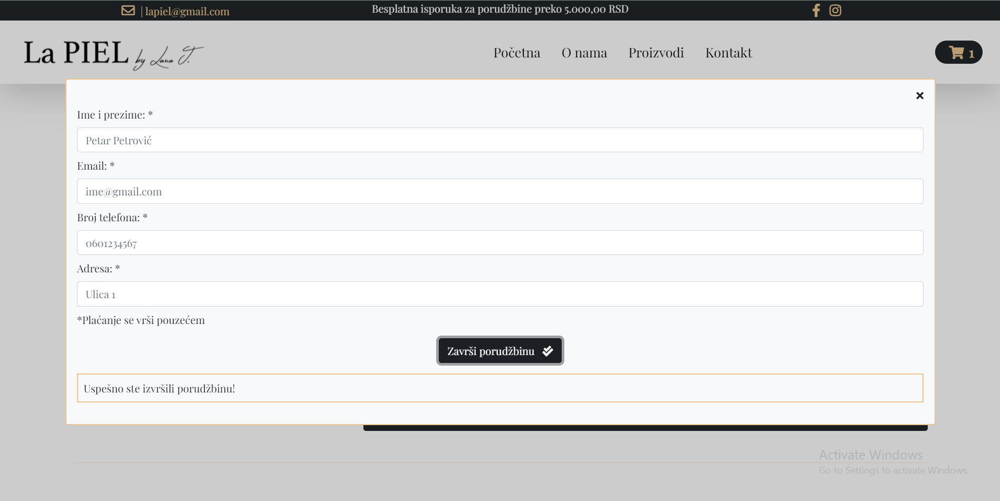 | lapiel@gmail.com
Besplatna isporuka za porudžbine preko 5.000,00 RSD
La PIEL by Lana J.
Početna
O nama
Proizvodi
Kontakt
1
Ime i prezime: *
Petar Petrović
Email: *
ime@gmail.com
Broj telefona: *
0601234567
Adresa: *
Ulica 1
*Plaćanje se vrši pouzećem
Završi porudžbinu
Uspešno ste izvršili porudžbinu!
Activate Windows
Go to Settings to activate Windows.